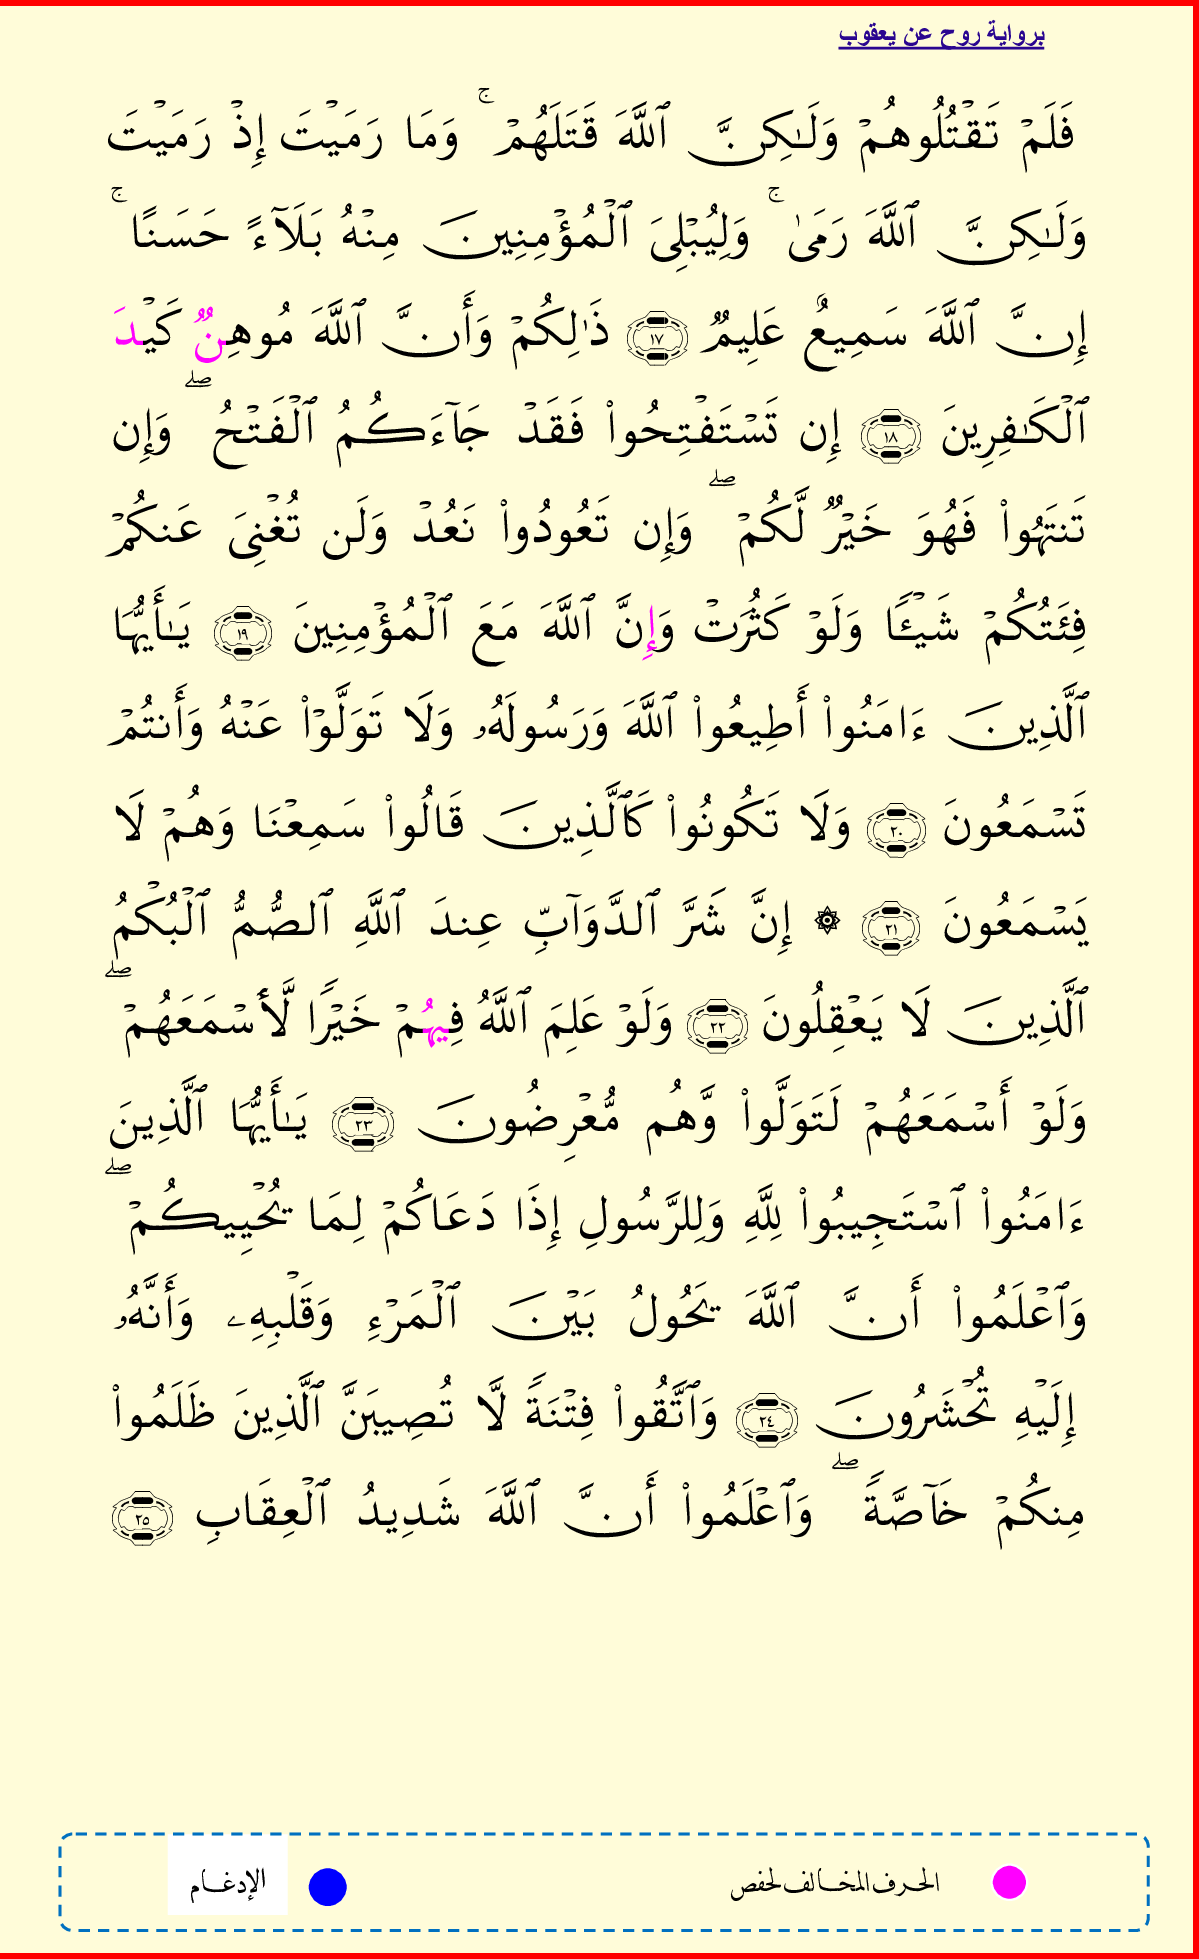 برواية روح عن يعقوب
فَلَمۡ تَقۡتُلُوهُمۡ وَلَٰكِنَّ ٱللَّهَ قَتَلَهُمۡۚ وَمَا رَمَيۡتَ إِذۡ رَمَيۡتَ
وَلَٰكِنَّ ٱللَّهَ رَمَىٰۚ وَلِيُبۡلِيَ ٱلۡمُؤۡمِنِينَ مِنۡهُ بَلَآءً حَسَنًاۚ
إِنَّ ٱللَّهَ سَمِيعٌ عَلِيمٌ ١٧ ذَٰلِكُمۡ وَأَنَّ ٱللَّهَ مُوهِنٌ كَيۡدَ
ٱلۡكَٰفِرِينَ ١٨ إِن تَسۡتَفۡتِحُواْ فَقَدۡ جَآءَكُمُ ٱلۡفَتۡحُۖ وَإِن
تَنتَهُواْ فَهُوَ خَيۡرٌ لَّكُمۡۖ وَإِن تَعُودُواْ نَعُدۡ وَلَن تُغۡنِيَ عَنكُمۡ
فِئَتُكُمۡ شَيۡـًٔا وَلَوۡ كَثُرَتۡ وَإِنَّ ٱللَّهَ مَعَ ٱلۡمُؤۡمِنِينَ ١٩ يَٰٓأَيُّهَا
ٱلَّذِينَ ءَامَنُواْ أَطِيعُواْ ٱللَّهَ وَرَسُولَهُۥ وَلَا تَوَلَّوۡاْ عَنۡهُ وَأَنتُمۡ
تَسۡمَعُونَ ٢٠ وَلَا تَكُونُواْ كَٱلَّذِينَ قَالُواْ سَمِعۡنَا وَهُمۡ لَا
يَسۡمَعُونَ ٢١ ۞ إِنَّ شَرَّ ٱلدَّوَآبِّ عِندَ ٱللَّهِ ٱلصُّمُّ ٱلۡبُكۡمُ
ٱلَّذِينَ لَا يَعۡقِلُونَ ٢٢ وَلَوۡ عَلِمَ ٱللَّهُ فِيهُمۡ خَيۡرًا لَّأَسۡمَعَهُمۡۖ
وَلَوۡ أَسۡمَعَهُمۡ لَتَوَلَّواْ وَّهُم مُّعۡرِضُونَ ٢٣ يَٰٓأَيُّهَا ٱلَّذِينَ
ءَامَنُواْ ٱسۡتَجِيبُواْ لِلَّهِ وَلِلرَّسُولِ إِذَا دَعَاكُمۡ لِمَا يُحۡيِيكُمۡۖ
وَٱعۡلَمُواْ أَنَّ ٱللَّهَ يَحُولُ بَيۡنَ ٱلۡمَرۡءِ وَقَلۡبِهِۦ وَأَنَّهُۥ
إِلَيۡهِ تُحۡشَرُونَ ٢٤ وَٱتَّقُواْ فِتۡنَةً لَّا تُصِيبَنَّ ٱلَّذِينَ ظَلَمُواْ
مِنكُمۡ خَآصَّةًۖ وَٱعۡلَمُواْ أَنَّ ٱللَّهَ شَدِيدُ ٱلۡعِقَابِ ٢٥
الحرف المخالف لحفص
الإدغام